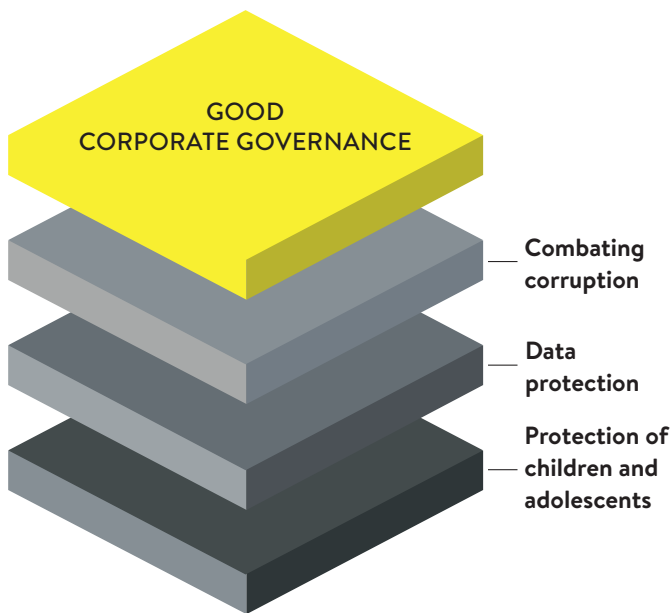 GOOD
CORPORATE GOVERNANCE
Combating
corruption
Data
protection
Protection of
children and
adolescents